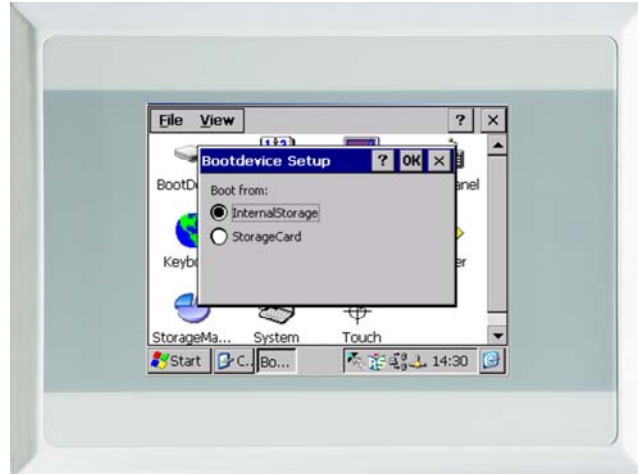 File View ? ×
BootD
anel
Bootdevice Setup ? OK ×
Boot from:
InternalStorage
StorageCard
Keybo
er
StorageMa... System Touch
Start C.. Bo... 14:30